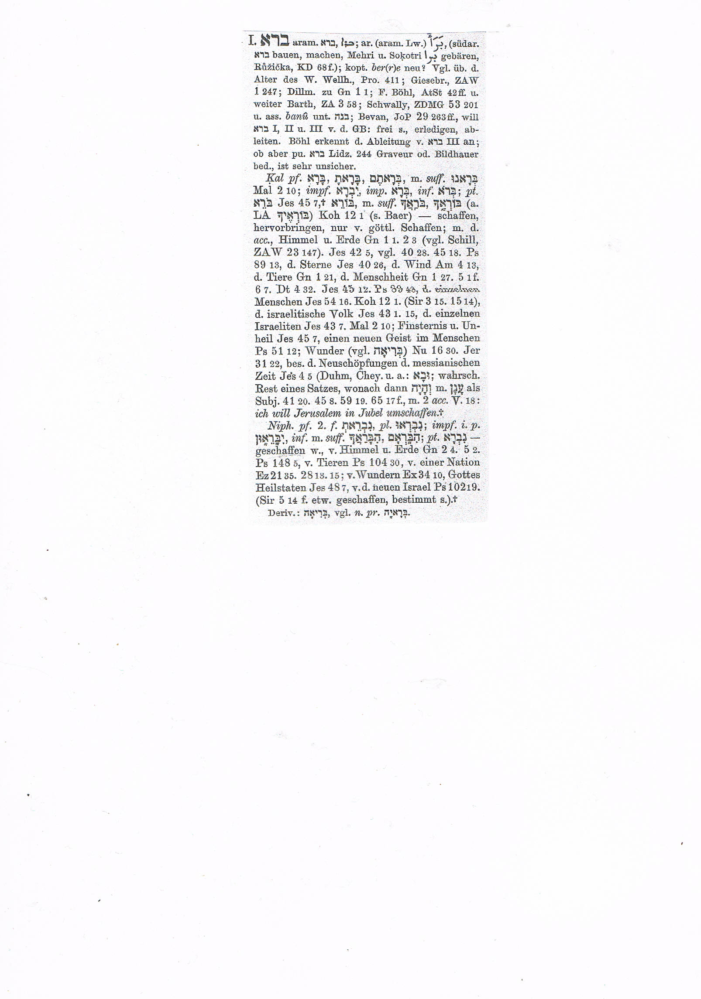 I. ברא aram. ברא, ܒܪܐ; ar. (aram. Lw.) بَرَأَ, (südar.
ברא bauen, machen, Mehri u. Soḳotri برا gebären,
Růžička, KD 68 f.); kopt. ber(r)e neu? Vgl. üb. d.
Alter des W. Wellh., Pro. 411; Giesebr., ZAW
1 247; Dillm. zu Gn 1 1; F. Böhl, AtSt 42 ff. u.
weiter Barth, ZA 3 58; Schwally, ZDMG 53 201
u. ass. banû unt. בנה; Bevan, JoP 29 263 ff., will
ברא I, II u. III v. d. GB: frei s., erledigen, ab-
leiten. Böhl erkennt d. Ableitung v. ברא III an;
ob aber pu. ברא Lidz. 244 Graveur od. Bildhauer
bed., ist sehr unsicher.
Ḳal pf. בָּרָא, בָּרָאתָ, בְּרָאתֶם, m. suff. בְּרָאנוּ
Mal 2 10; impf. יִבְרָא, imp. בְּרָא, inf. בְּרֹא; pt.
בֹּרֵא Jes 45 7,† בּוֹרֵא, m. suff. בֹּרַאֲךָ, בּוֹרְאֶךָ (a.
LA בּוֹרְאֶיךָ) Koh 12 1 (s. Baer) — schaffen,
hervorbringen, nur v. göttl. Schaffen; m. d.
acc., Himmel u. Erde Gn 1 1. 2 3 (vgl. Schill,
ZAW 23 147). Jes 42 5, vgl. 40 28. 45 18. Ps
89 13, d. Sterne Jes 40 26, d. Wind Am 4 13,
d. Tiere Gn 1 21, d. Menschheit Gn 1 27. 5 1 f.
6 7. Dt 4 32. Jes 45 12. Ps 89 48, d. einzelnen
Menschen Jes 54 16. Koh 12 1. (Sir 3 15. 15 14),
d. israelitische Volk Jes 43 1. 15, d. einzelnen
Israeliten Jes 43 7. Mal 2 10; Finsternis u. Un-
heil Jes 45 7, einen neuen Geist im Menschen
Ps 51 12; Wunder (vgl. בְּרִיאָה) Nu 16 30. Jer
31 22, bes. d. Neuschöpfungen d. messianischen
Zeit Jes 4 5 (Duhm, Chey. u. a.: וּבָא; wahrsch.
Rest eines Satzes, wonach dann וְהָיָה m. עָנָן als
Subj. 41 20. 45 8. 59 19. 65 17 f., m. 2 acc. V. 18:
ich will Jerusalem in Jubel umschaffen.†
Niph. pf. 2. f. נִבְרֵאת, pl. נִבְרְאוּ; impf. i. p.
יִבָּרֵאוּן, inf. m. suff. הִבָּרַאֲךָ, הִבָּרְאָם; pt. נִבְרָא —
geschaffen w., v. Himmel u. Erde Gn 2 4. 5 2.
Ps 148 5, v. Tieren Ps 104 30, v. einer Nation
Ez 21 35. 28 13. 15; v. Wundern Ex 34 10, Gottes
Heilstaten Jes 48 7, v. d. neuen Israel Ps 102 19.
(Sir 5 14 f. etw. geschaffen, bestimmt s.).†
Deriv.: בְּרִיאָה, vgl. n. pr. בְּרָאיָה.